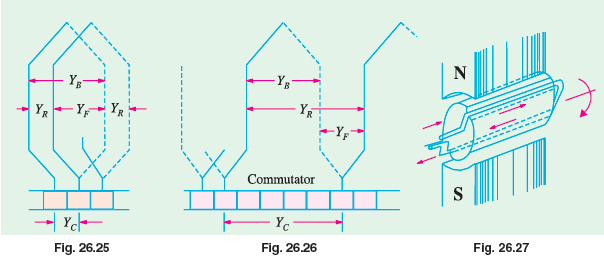 Y_B
Y_R Y_F Y_R
Y_C
Fig. 26.25
Y_B
Y_R
Y_F
Commutator
Y_C
Fig. 26.26
N
S
Fig. 26.27